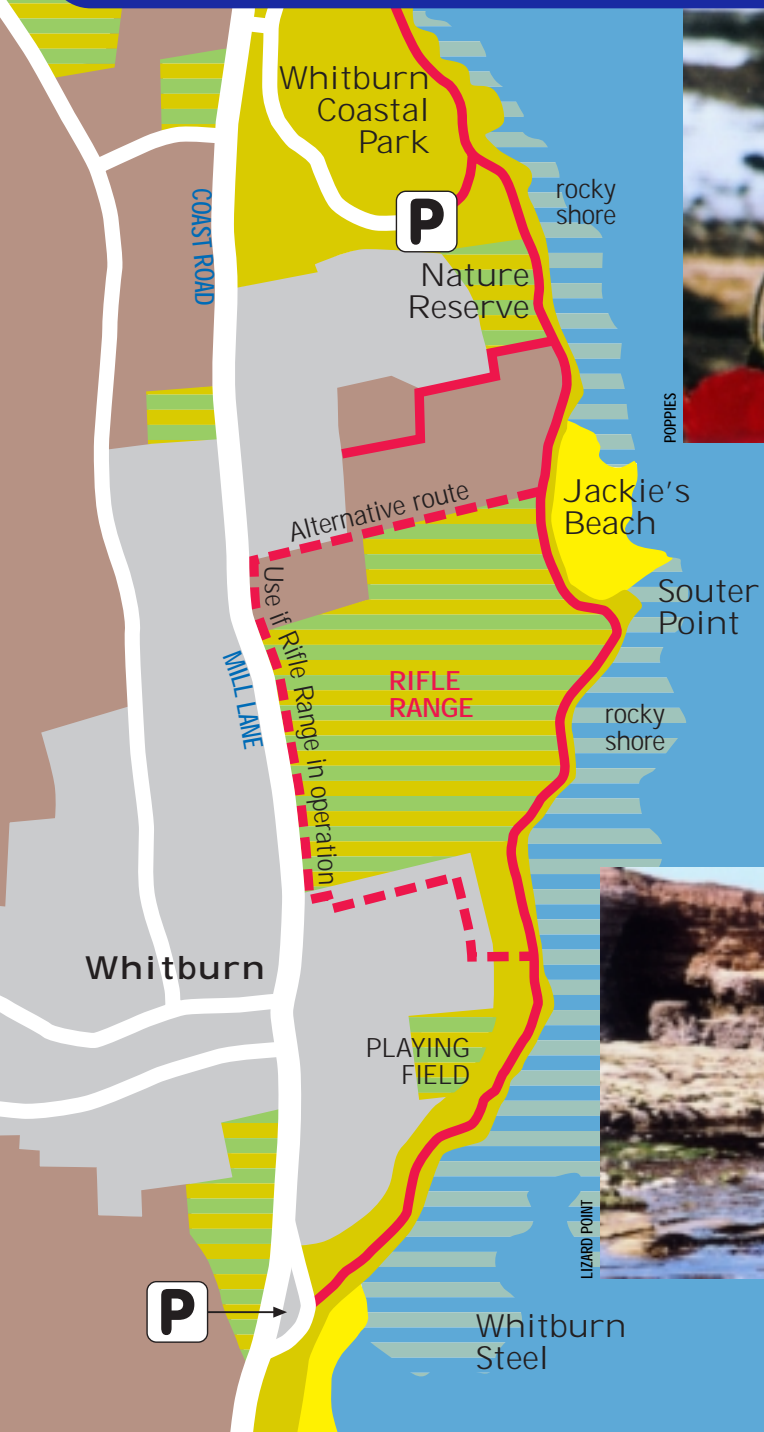 Whitburn
Coastal
Park
COAST ROAD
rocky
shore
P
Nature
Reserve
POPPIES
Alternative route
Jackie's
Beach
Use if Rifle Range in operation
Souter
Point
MILL LANE
RIFLE
RANGE
rocky
shore
Whitburn
PLAYING
FIELD
LIZARD POINT
P
Whitburn
Steel